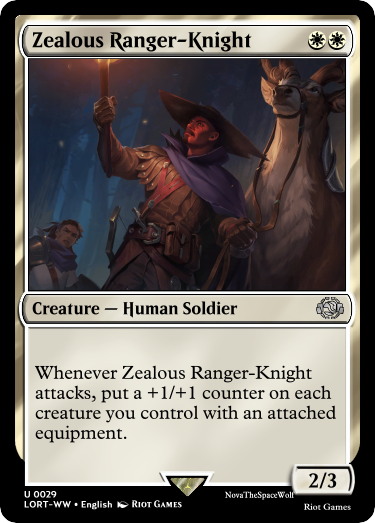 Zealous Ranger-Knight
Creature — Human Soldier
Whenever Zealous Ranger-Knight
attacks, put a +1/+1 counter on each
creature you control with an attached
equipment.
2/3
U 0029
LORT-WW • English Riot Games
NovaTheSpaceWolf
Riot Games